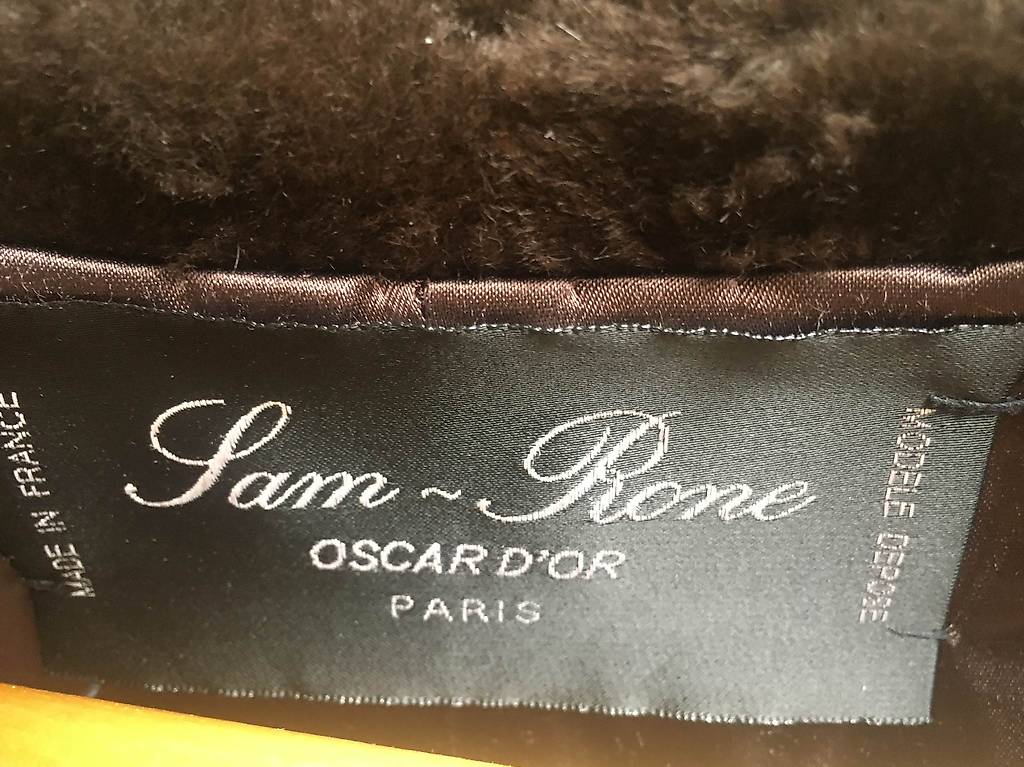 MADE IN FRANCE
Sam ~ Rone
OSCAR D'OR
PARIS
MODELE DEPOSE